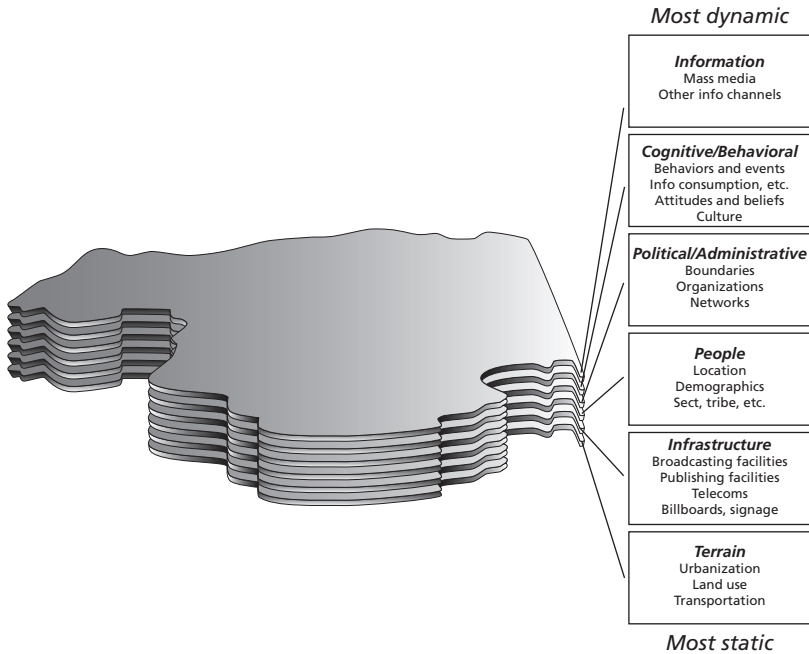 Most dynamic
Information
Mass media
Other info channels
Cognitive/Behavioral
Behaviors and events
Info consumption, etc.
Attitudes and beliefs
Culture
Political/Administrative
Boundaries
Organizations
Networks
People
Location
Demographics
Sect, tribe, etc.
Infrastructure
Broadcasting facilities
Publishing facilities
Telecoms
Billboards, signage
Terrain
Urbanization
Land use
Transportation
Most static